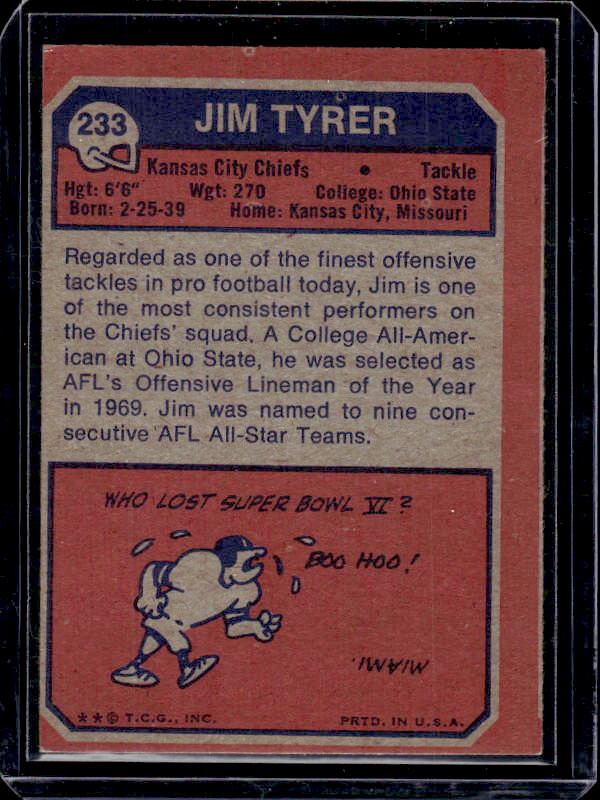 233
JIM TYRER
Kansas City Chiefs • Tackle
Hgt: 6'6" Wgt: 270 College: Ohio State
Born: 2-25-39 Home: Kansas City, Missouri
Regarded as one of the finest offensive
tackles in pro football today, Jim is one
of the most consistent performers on
the Chiefs' squad. A College All-Amer-
ican at Ohio State, he was selected as
AFL's Offensive Lineman of the Year
in 1969. Jim was named to nine con-
secutive AFL All-Star Teams.
WHO LOST SUPER BOWL VI?
BOO HOO!
MIAMI.
**© T.C.G., INC. PRTD. IN U.S.A.